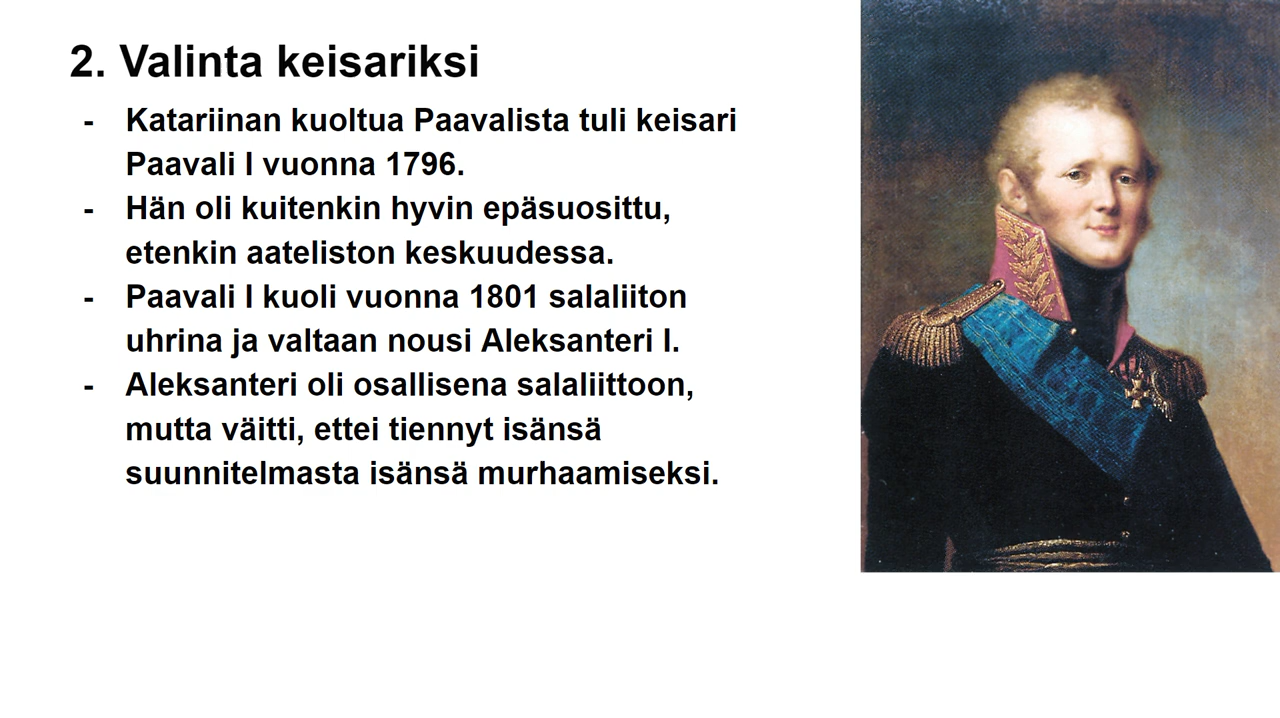 2. Valinta keisariksi
- Katariinan kuoltua Paavalista tuli keisari
Paavali I vuonna 1796.
- Hän oli kuitenkin hyvin epäsuosittu,
etenkin aateliston keskuudessa.
- Paavali I kuoli vuonna 1801 salaliiton
uhrina ja valtaan nousi Aleksanteri I.
- Aleksanteri oli osallisena salaliittoon,
mutta väitti, ettei tiennyt isänsä
suunnitelmasta isänsä murhaamiseksi.